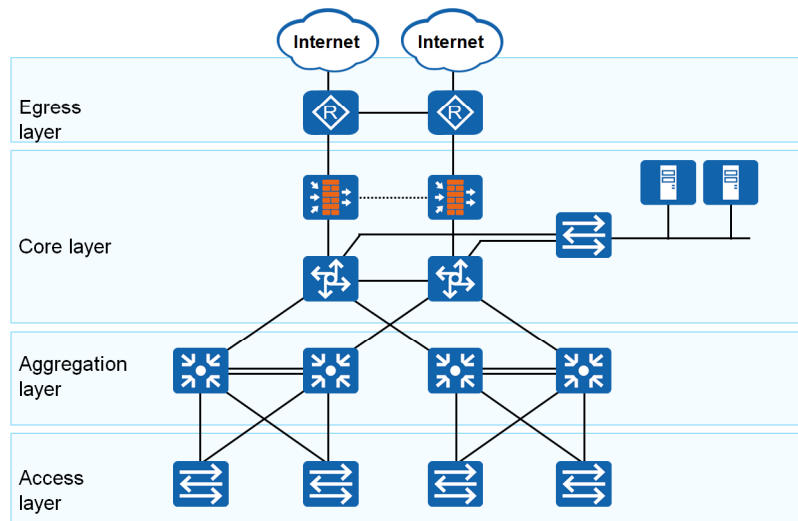 Internet
Internet
Egress
layer
R
R
Core layer
Aggregation
layer
Access
layer